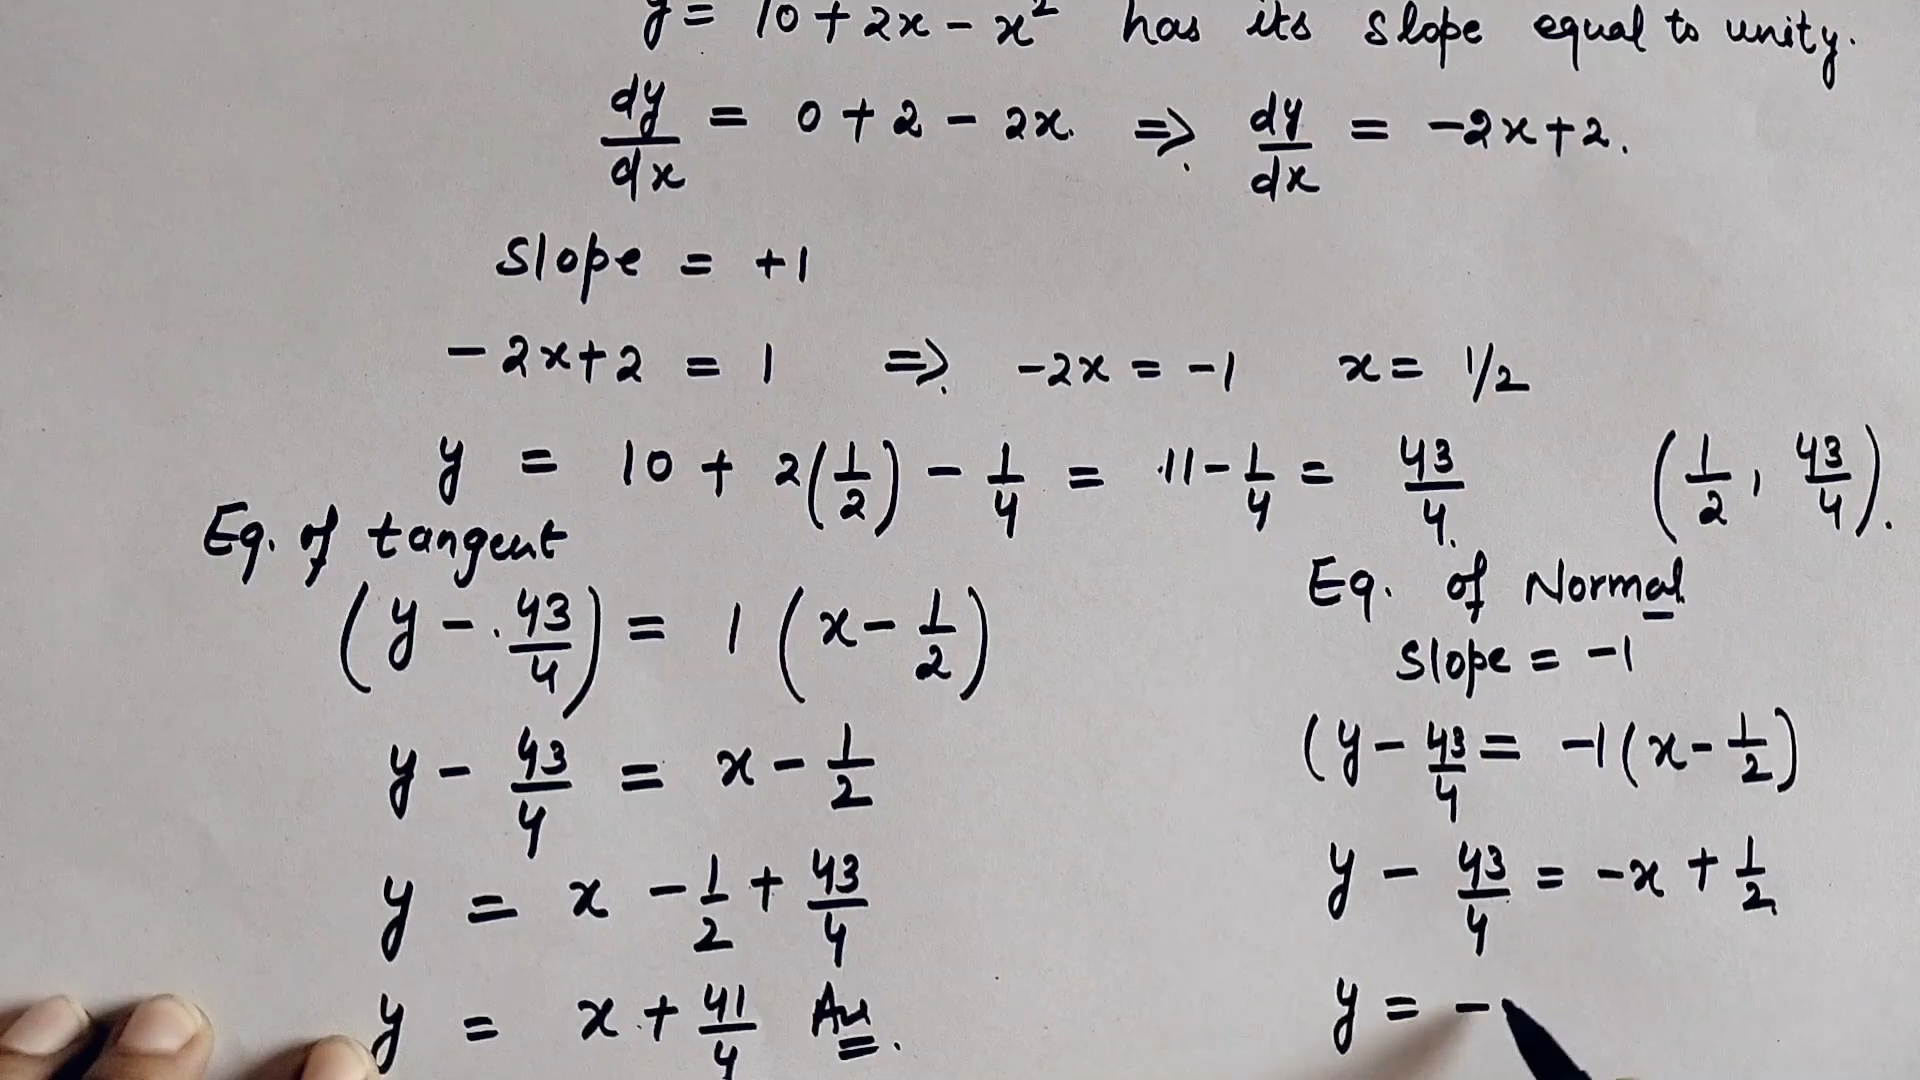 y = 10 + 2x - x² has its slope equal to unity.
dy/dx = 0 + 2 - 2x ⇒ dy/dx = -2x+2.
Slope = +1
-2x+2 = 1 ⇒ -2x = -1 x = 1/2
y = 10 + 2(1/2) - 1/4 = 11 - 1/4 = 43/4. (1/2, 43/4).
Eq. of tangent
(y - 43/4) = 1 (x - 1/2)
y - 43/4 = x - 1/2
y = x - 1/2 + 43/4
y = x + 41/4 Ans.
Eq. of Normal
Slope = -1
(y - 43/4 = -1(x - 1/2)
y - 43/4 = -x + 1/2
y = -